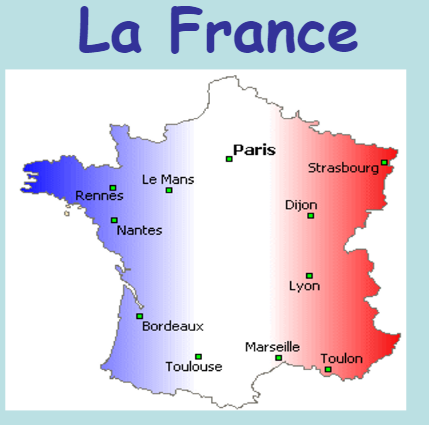 La France
Paris
Strasbourg
Le Mans
Rennes
Dijon
Nantes
Lyon
Bordeaux
Marseille
Toulon
Toulouse